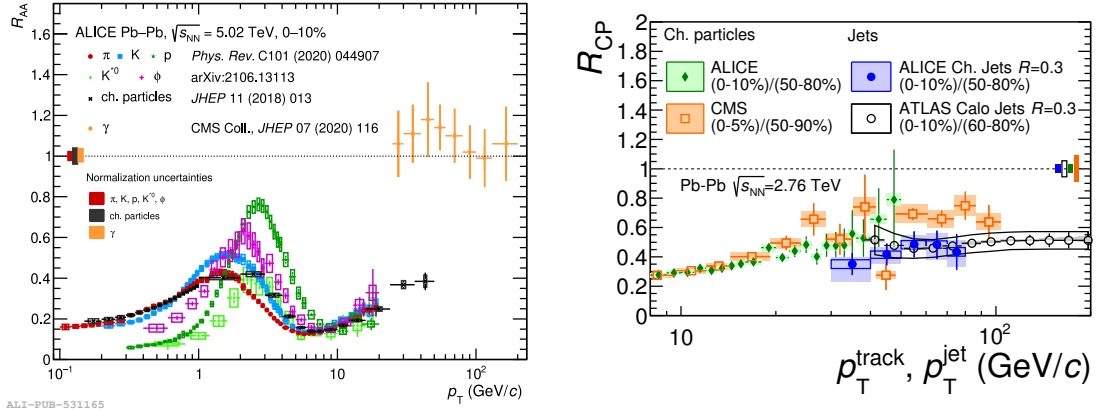 R_AA
1.6
1.4
1.2
1
0.8
0.6
0.4
0.2
0
ALICE Pb–Pb, √s_NN = 5.02 TeV, 0–10%
π K p Phys. Rev. C101 (2020) 044907
K*0 ϕ arXiv:2106.13113
ch. particles JHEP 11 (2018) 013
γ CMS Coll., JHEP 07 (2020) 116
Normalization uncertainties
π, K, p, K*0, ϕ
ch. particles
γ
10⁻¹ 1 10 10²
p_T (GeV/c)
ALI-PUB-531165
R_CP
2
1.8
1.6
1.4
1.2
1
0.8
0.6
0.4
0.2
0
Ch. particles Jets
ALICE ALICE Ch. Jets R=0.3
(0-10%)/(50-80%) (0-10%)/(50-80%)
CMS ATLAS Calo Jets R=0.3
(0-5%)/(50-90%) (0-10%)/(60-80%)
Pb-Pb √s_NN=2.76 TeV
10 10²
p_T^track, p_T^jet (GeV/c)